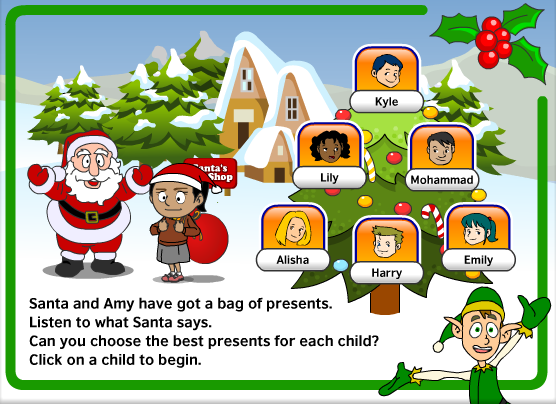 Kyle
Santa's
Shop
Lily
Mohammad
Alisha
Harry
Emily
Santa and Amy have got a bag of presents.
Listen to what Santa says.
Can you choose the best presents for each child?
Click on a child to begin.